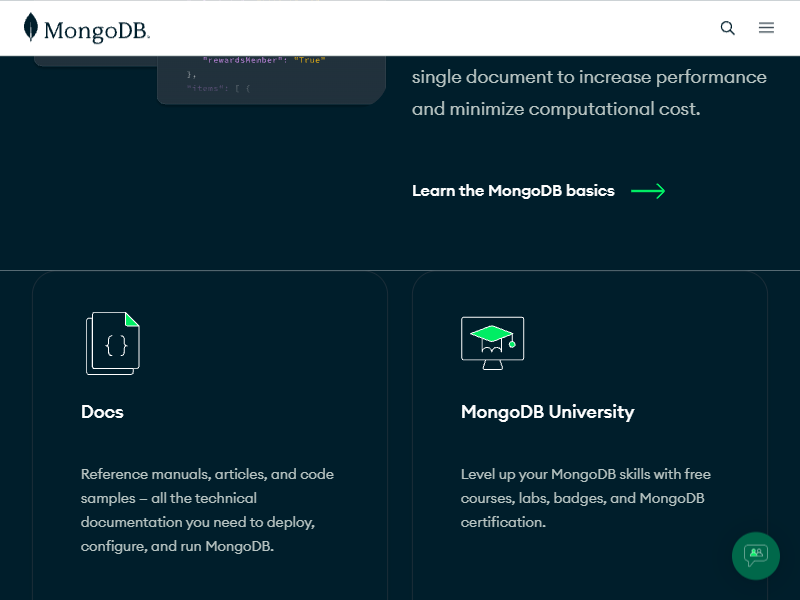 MongoDB.
"rewardsMember": "True"
},
"items": [ {
single document to increase performance
and minimize computational cost.
Learn the MongoDB basics
{ }
Docs
Reference manuals, articles, and code
samples – all the technical
documentation you need to deploy,
configure, and run MongoDB.
MongoDB University
Level up your MongoDB skills with free
courses, labs, badges, and MongoDB
certification.